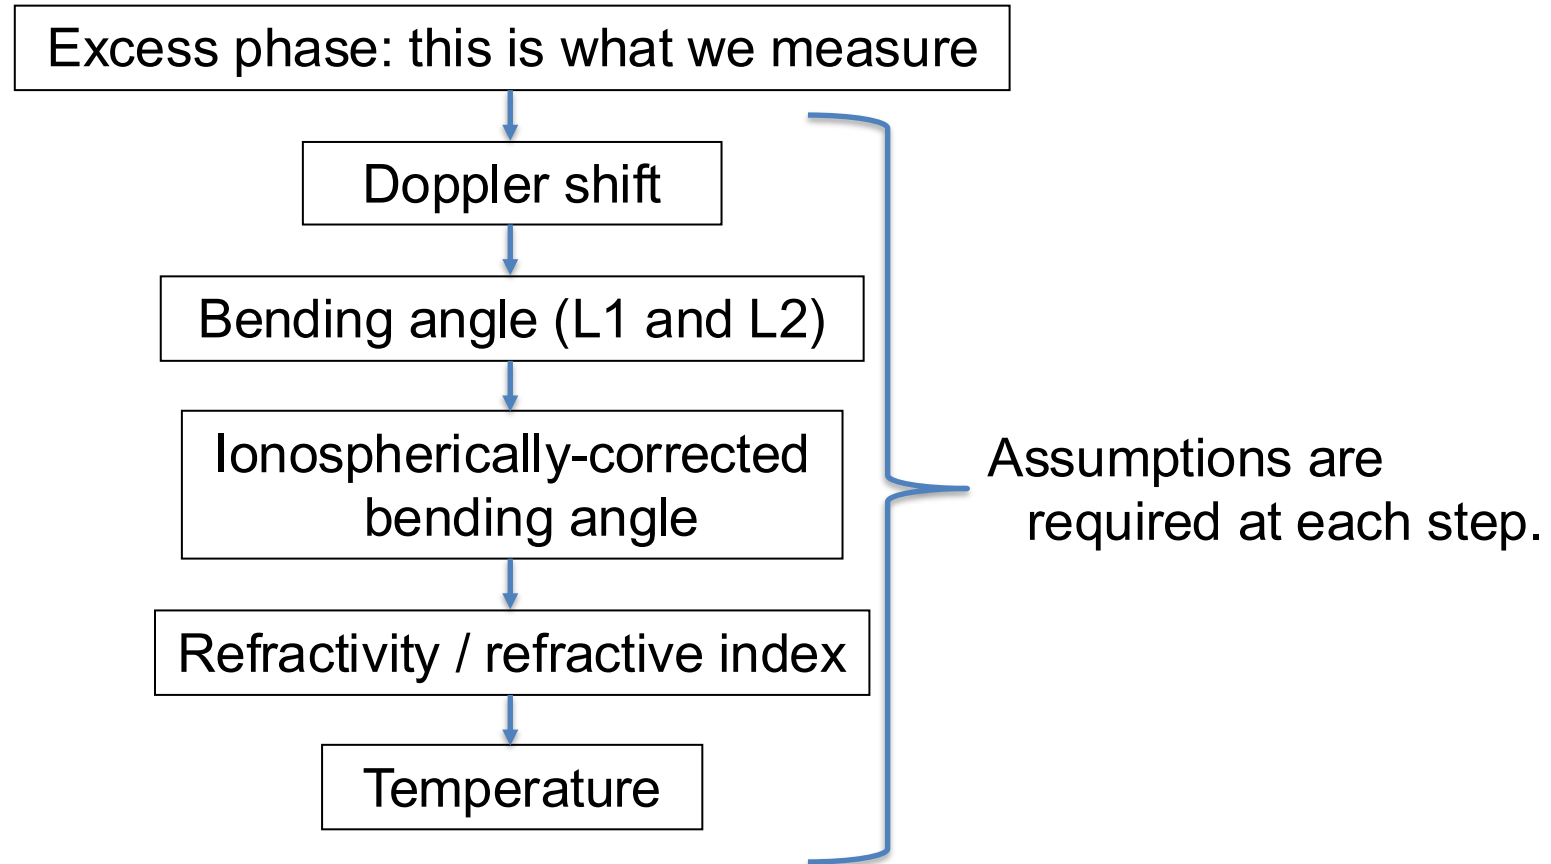 Excess phase: this is what we measure
Doppler shift
Bending angle (L1 and L2)
Ionospherically-corrected
bending angle
Refractivity / refractive index
Temperature
Assumptions are
required at each step.